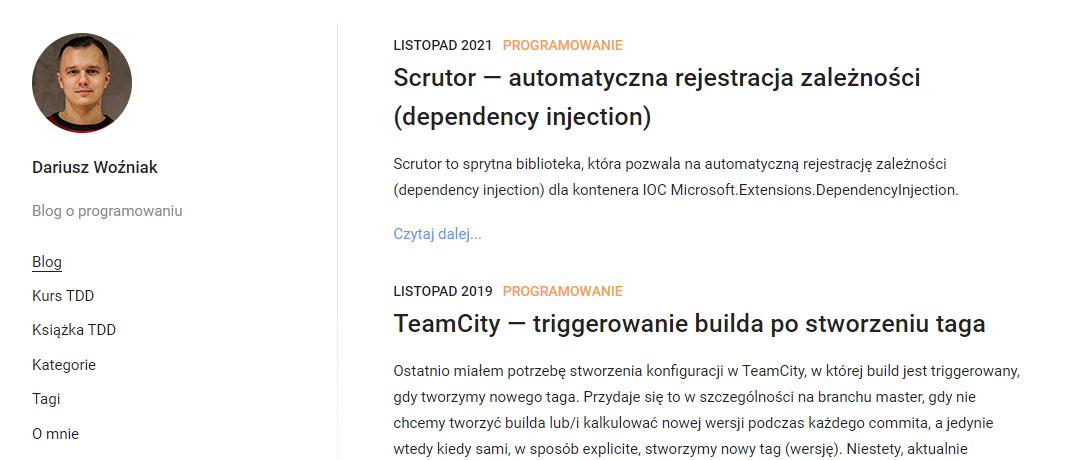 Dariusz Woźniak
Blog o programowaniu
Blog
Kurs TDD
Książka TDD
Kategorie
Tagi
O mnie
LISTOPAD 2021 PROGRAMOWANIE
Scrutor — automatyczna rejestracja zależności
(dependency injection)
Scrutor to sprytna biblioteka, która pozwala na automatyczną rejestrację zależności
(dependency injection) dla kontenera IOC Microsoft.Extensions.DependencyInjection.
Czytaj dalej...
LISTOPAD 2019 PROGRAMOWANIE
TeamCity — triggerowanie builda po stworzeniu taga
Ostatnio miałem potrzebę stworzenia konfiguracji w TeamCity, w której build jest triggerowany,
gdy tworzymy nowego taga. Przydaje się to w szczególności na branchu master, gdy nie
chcemy tworzyć builda lub/i kalkulować nowej wersji podczas każdego commita, a jedynie
wtedy kiedy sami, w sposób explicite, stworzymy nowy tag (wersję). Niestety, aktualnie